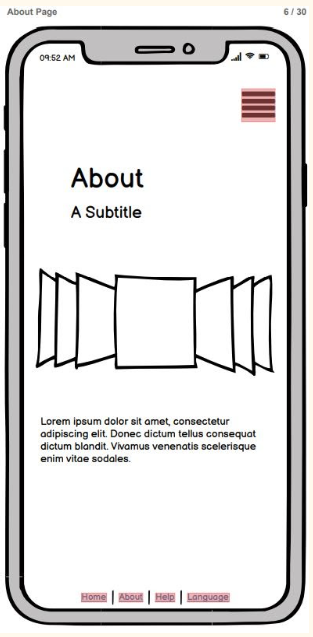 About Page
6 / 30
09:52 AM
About
A Subtitle
Lorem ipsum dolor sit amet, consectetur
adipiscing elit. Donec dictum tellus consequat
dictum blandit. Vivamus venenatis scelerisque
enim vitae sodales.
Home | About | Help | Language